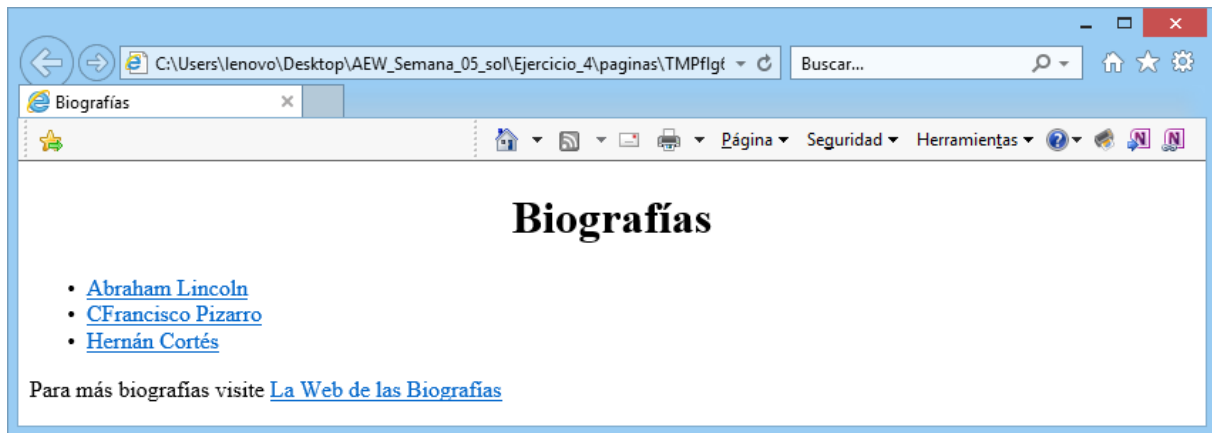 C:\Users\lenovo\Desktop\AEW_Semana_05_sol\Ejercicio_4\paginas\TMPflg Buscar...
Biografías
Página Seguridad Herramientas
Biografías
• Abraham Lincoln
• CFrancisco Pizarro
• Hernán Cortés
Para más biografías visite La Web de las Biografías